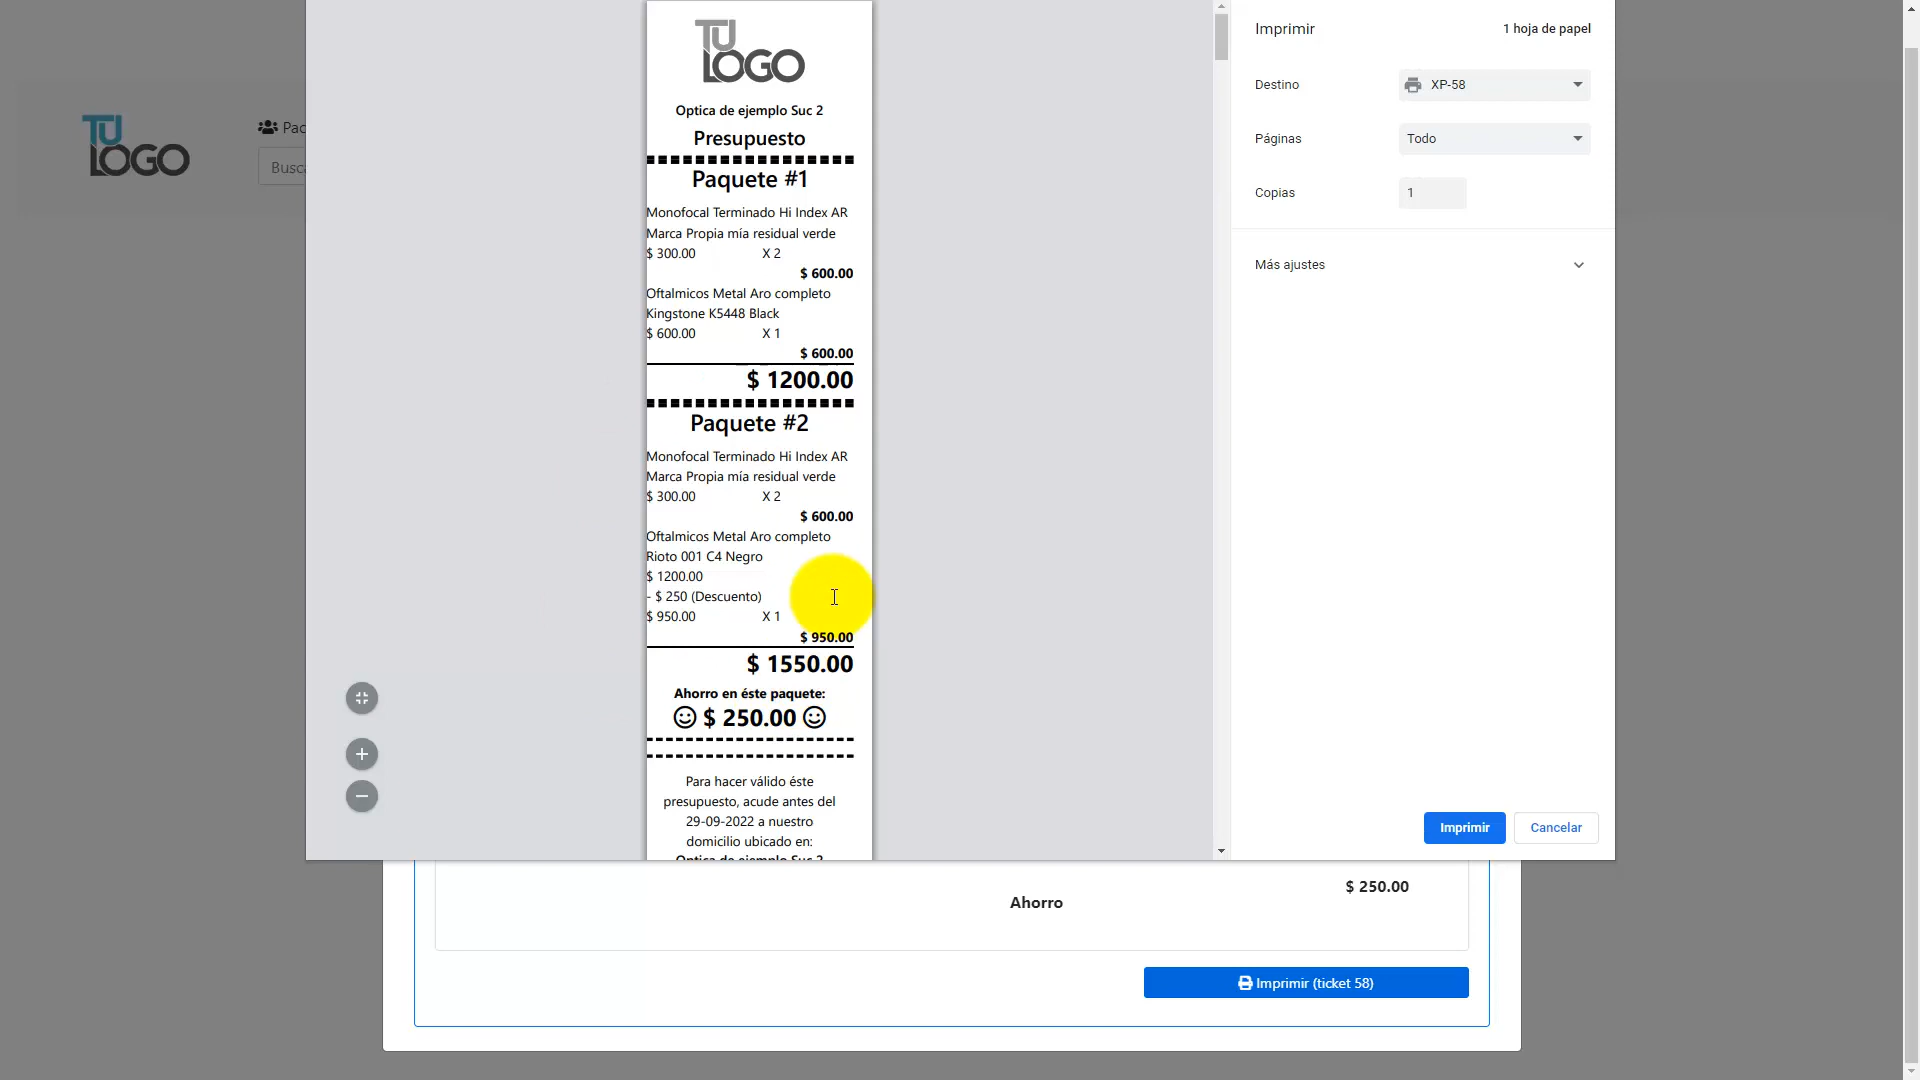 TU
LOGO
Optica de ejemplo Suc 2
Presupuesto
Paquete #1
Monofocal Terminado Hi Index AR
Marca Propia mía residual verde
$ 300.00 X 2
$ 600.00
Oftalmicos Metal Aro completo
Kingstone K5448 Black
$ 600.00 X 1
$ 600.00
$ 1200.00
Paquete #2
Monofocal Terminado Hi Index AR
Marca Propia mía residual verde
$ 300.00 X 2
$ 600.00
Oftalmicos Metal Aro completo
Rioto 001 C4 Negro
$ 1200.00
- $ 250 (Descuento)
$ 950.00 X 1
$ 950.00
$ 1550.00
Ahorro en éste paquete:
$ 250.00
Para hacer válido éste
presupuesto, acude antes del
29-09-2022 a nuestro
domicilio ubicado en:
Optica de ejemplo Suc 2
Imprimir 1 hoja de papel
Destino XP-58
Páginas Todo
Copias 1
Más ajustes
Imprimir Cancelar
TU
LOGO
Pac
Busca
$ 250.00
Ahorro
Imprimir (ticket 58)